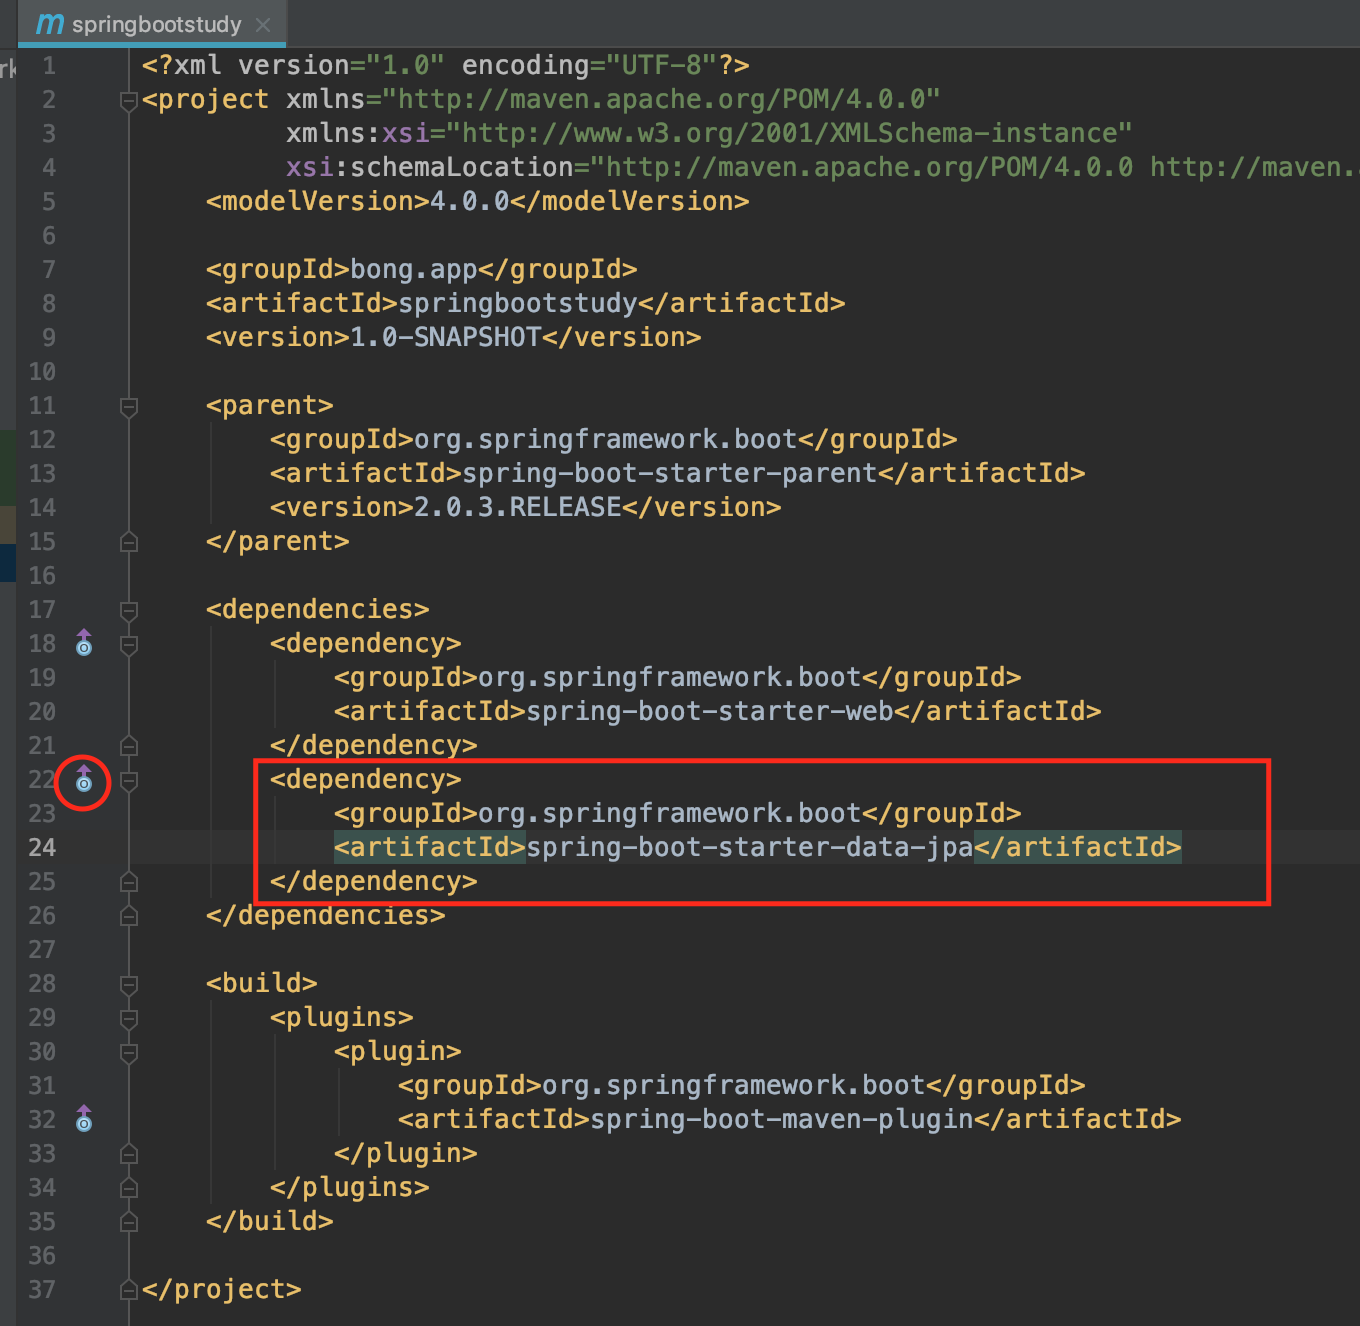 m springbootstudy ×
1 <?xml version="1.0" encoding="UTF-8"?>
2 <project xmlns="http://maven.apache.org/POM/4.0.0"
3 xmlns:xsi="http://www.w3.org/2001/XMLSchema-instance"
4 xsi:schemaLocation="http://maven.apache.org/POM/4.0.0 http://maven.
5 <modelVersion>4.0.0</modelVersion>
6
7 <groupId>bong.app</groupId>
8 <artifactId>springbootstudy</artifactId>
9 <version>1.0-SNAPSHOT</version>
10
11 <parent>
12 <groupId>org.springframework.boot</groupId>
13 <artifactId>spring-boot-starter-parent</artifactId>
14 <version>2.0.3.RELEASE</version>
15 </parent>
16
17 <dependencies>
18 <dependency>
19 <groupId>org.springframework.boot</groupId>
20 <artifactId>spring-boot-starter-web</artifactId>
21 </dependency>
22 <dependency>
23 <groupId>org.springframework.boot</groupId>
24 <artifactId>spring-boot-starter-data-jpa</artifactId>
25 </dependency>
26 </dependencies>
27
28 <build>
29 <plugins>
30 <plugin>
31 <groupId>org.springframework.boot</groupId>
32 <artifactId>spring-boot-maven-plugin</artifactId>
33 </plugin>
34 </plugins>
35 </build>
36
37 </project>